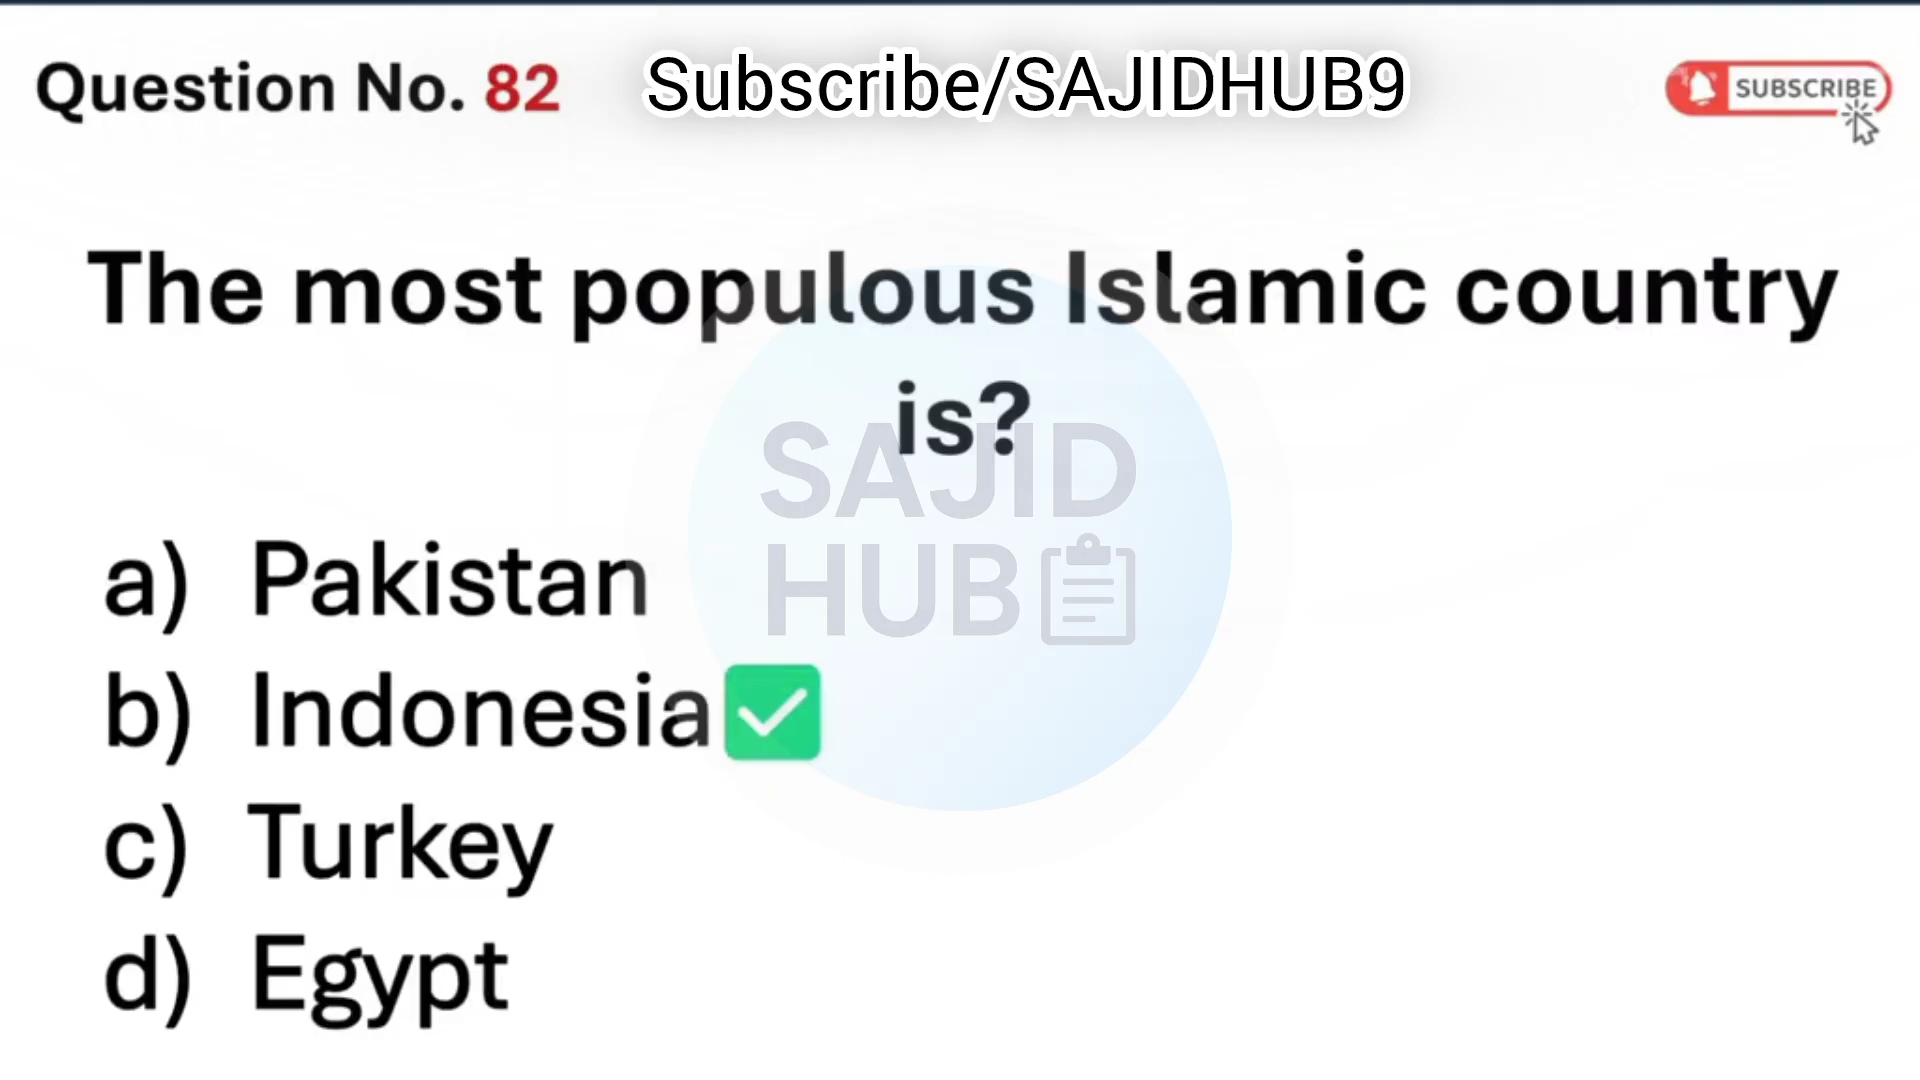 Question No. 82
Subscribe/SAJIDHUB9
SUBSCRIBE
The most populous Islamic country
is?
SAJID
HUB
a) Pakistan
b) Indonesia
c) Turkey
d) Egypt